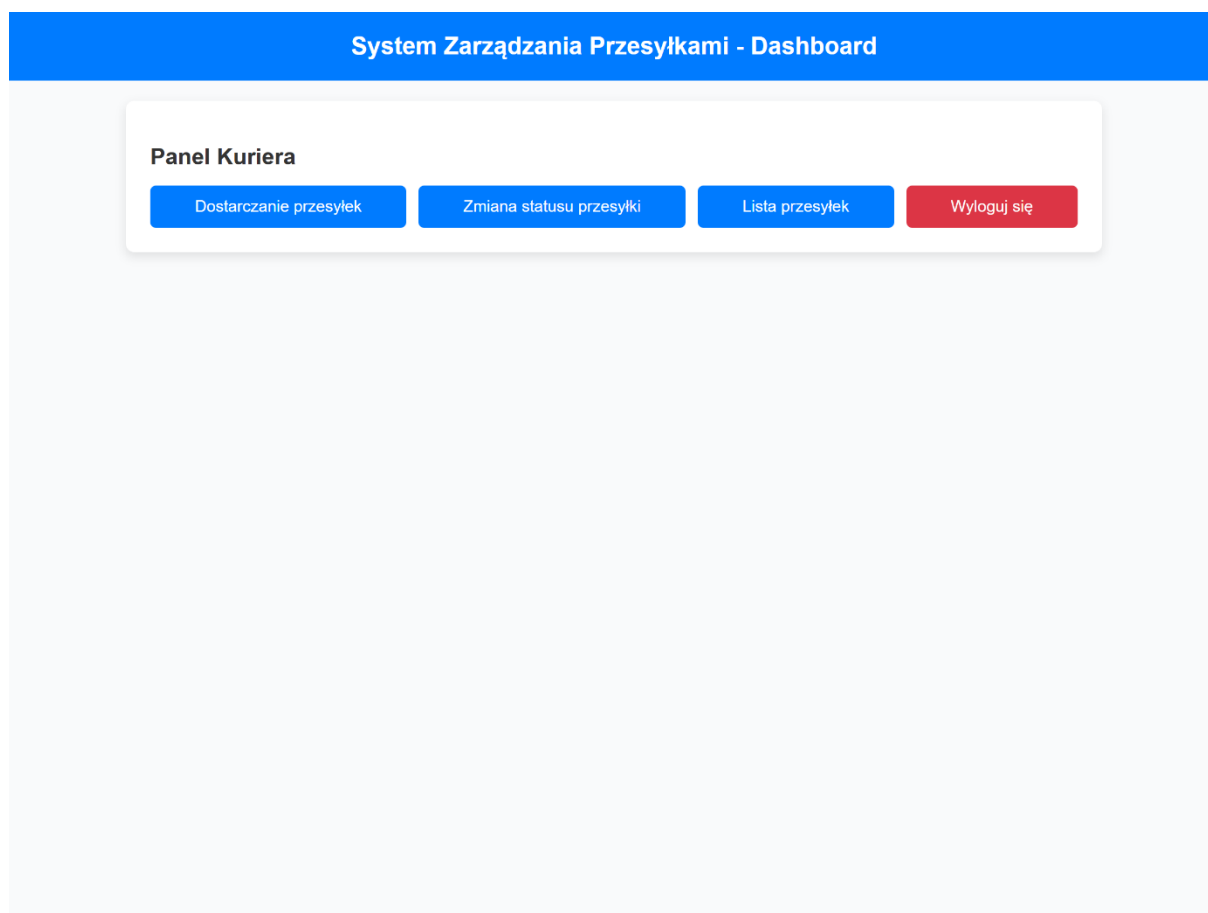 System Zarządzania Przesyłkami - Dashboard
Panel Kuriera
Dostarczanie przesyłek Zmiana statusu przesyłki Lista przesyłek Wyloguj się